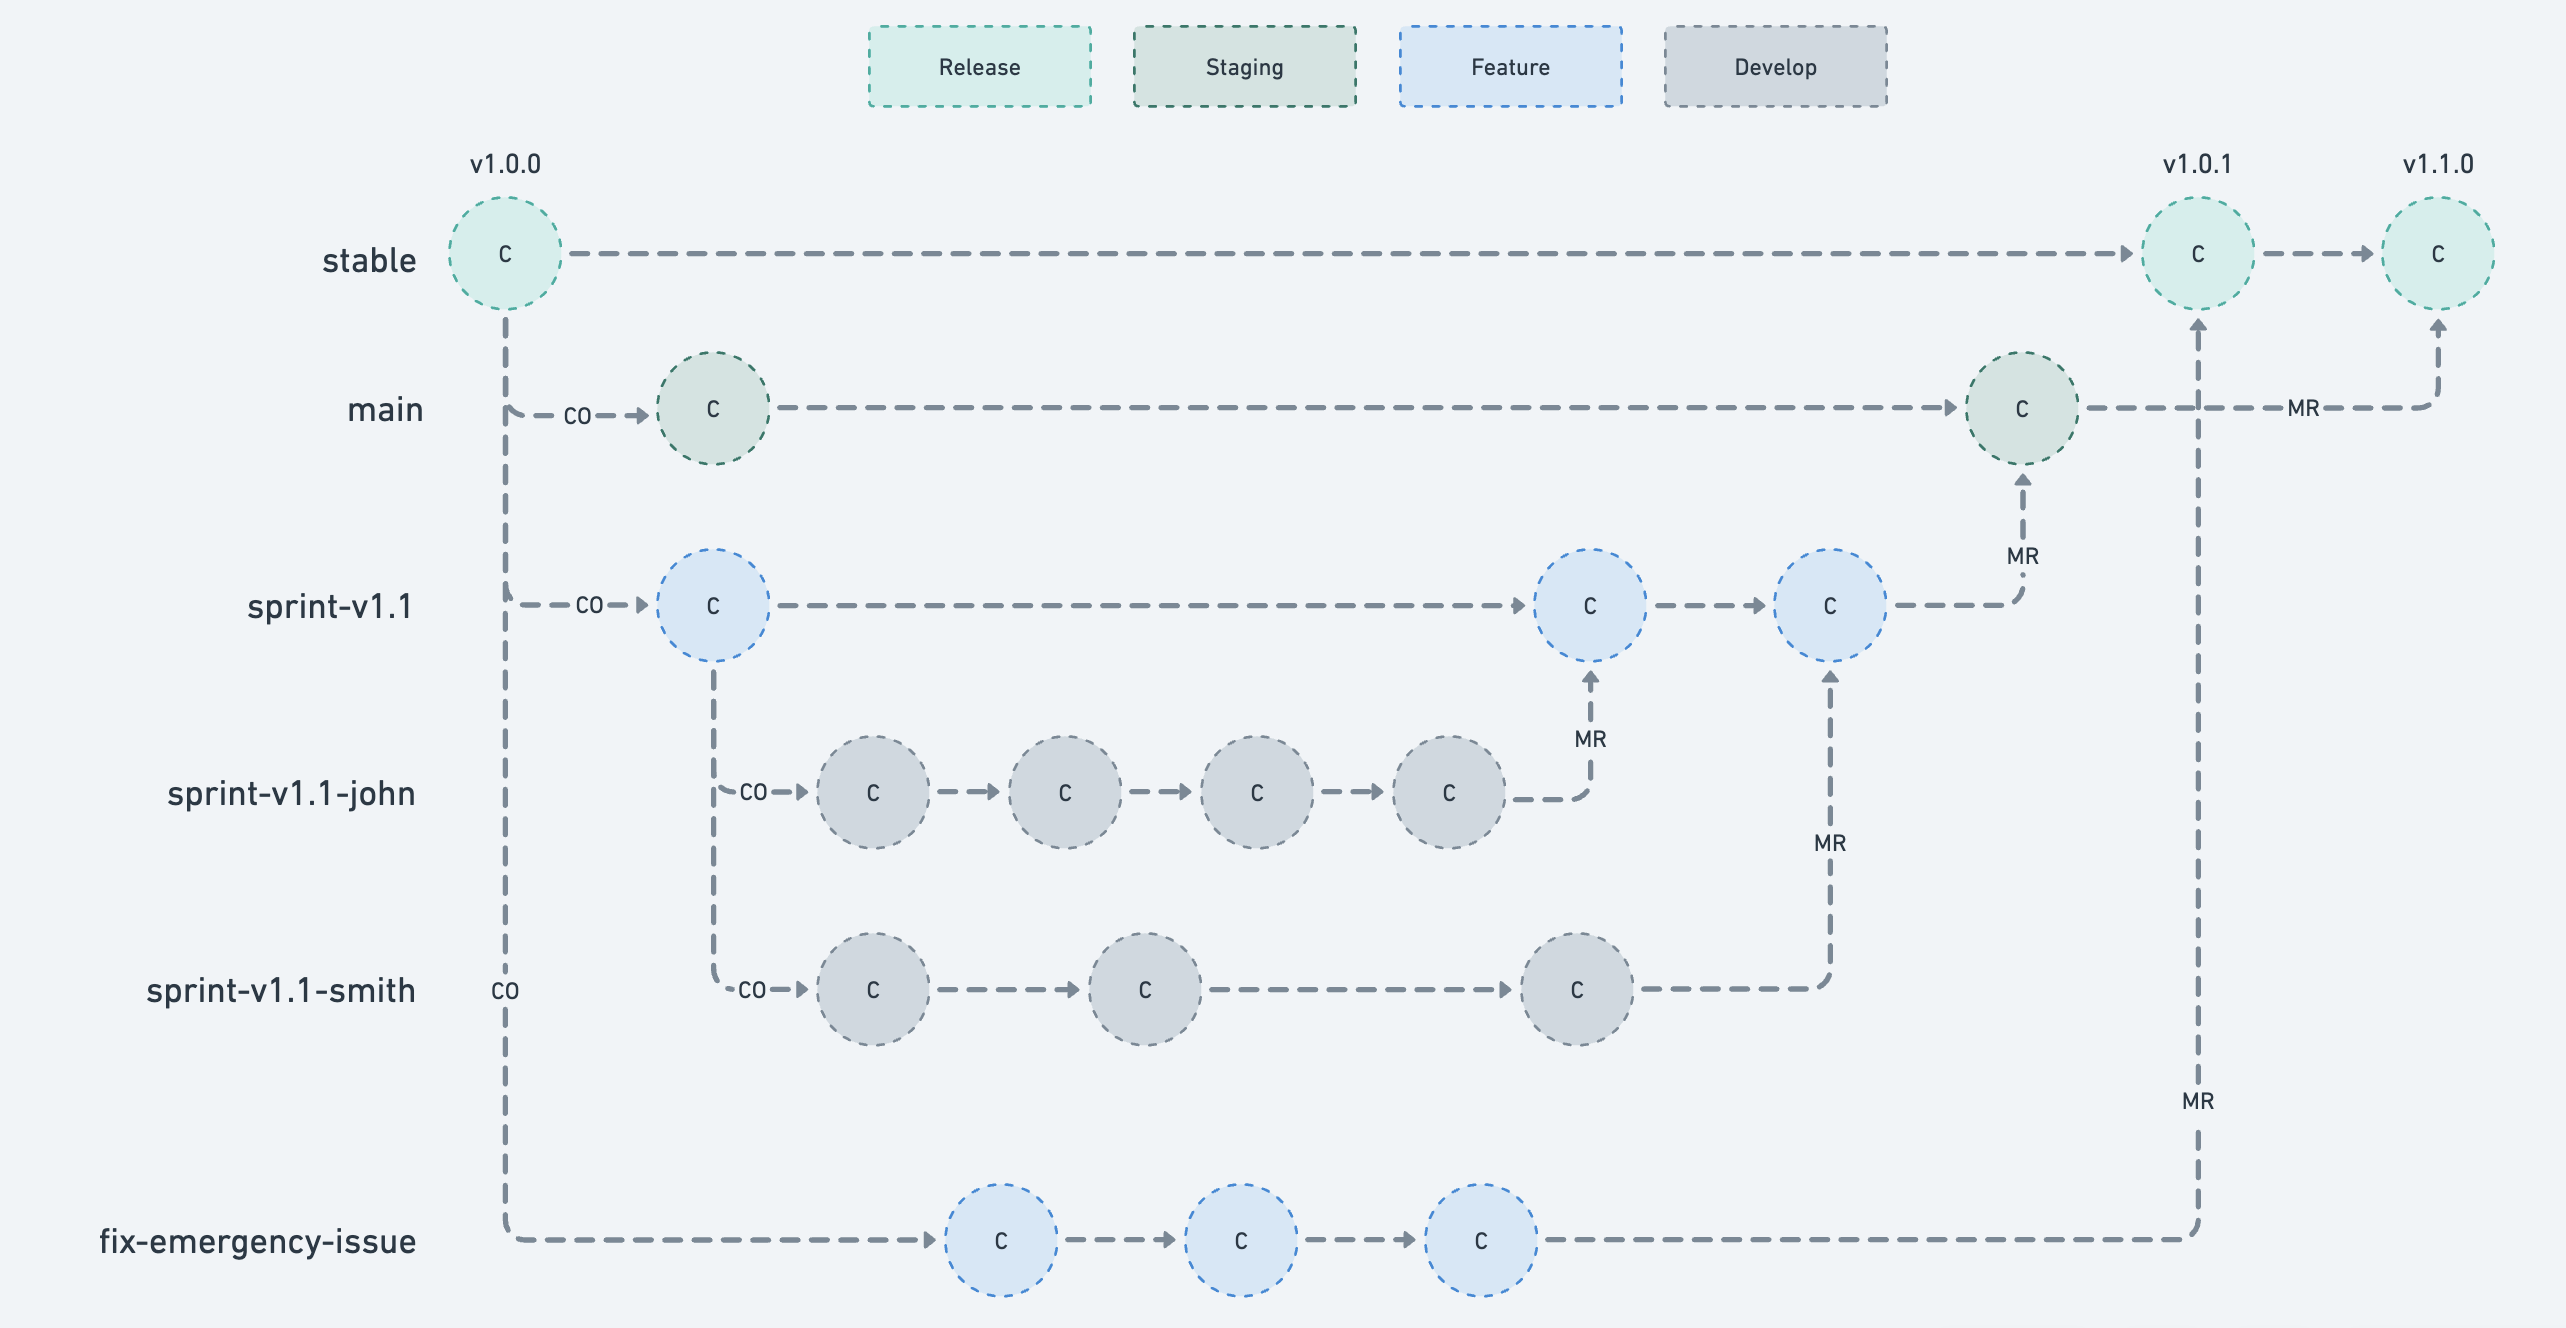 Release
Staging
Feature
Develop
v1.0.0
v1.0.1
v1.1.0
stable
C
C
C
main
CO
C
C
MR
MR
sprint-v1.1
CO
C
C
C
MR
sprint-v1.1-john
CO
C
C
C
C
MR
sprint-v1.1-smith
CO
CO
C
C
C
MR
fix-emergency-issue
C
C
C